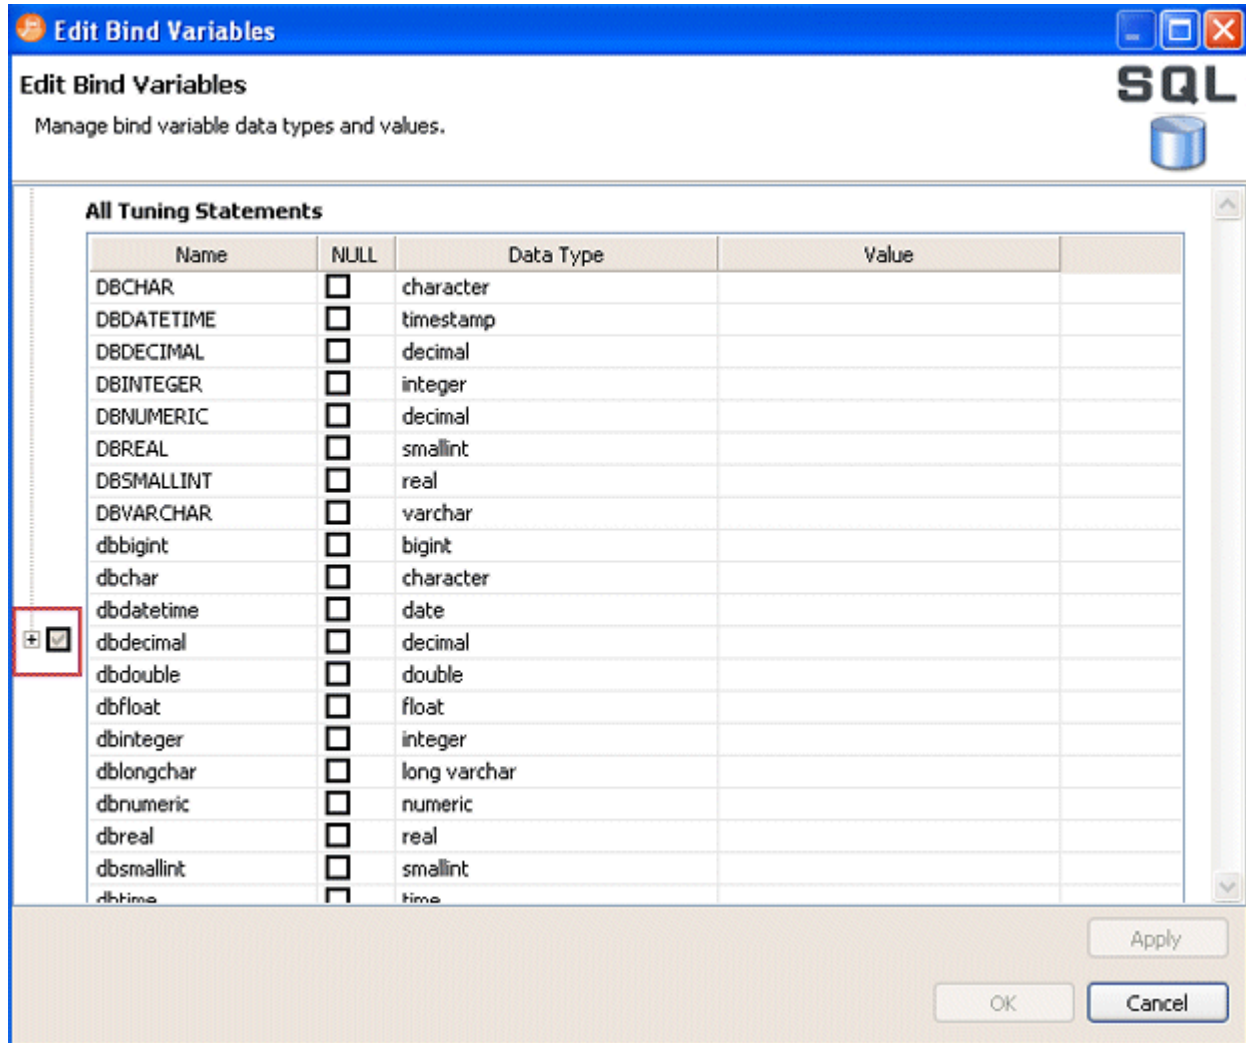 Edit Bind Variables
Edit Bind Variables
SQL
Manage bind variable data types and values.
All Tuning Statements
Name NULL Data Type Value
DBCHAR character
DBDATETIME timestamp
DBDECIMAL decimal
DBINTEGER integer
DBNUMERIC decimal
DBREAL smallint
DBSMALLINT real
DBVARCHAR varchar
dbbigint bigint
dbchar character
dbdatetime date
dbdecimal decimal
dbdouble double
dbfloat float
dbinteger integer
dblongchar long varchar
dbnumeric numeric
dbreal real
dbsmallint smallint
dbtime time
Apply
OK Cancel